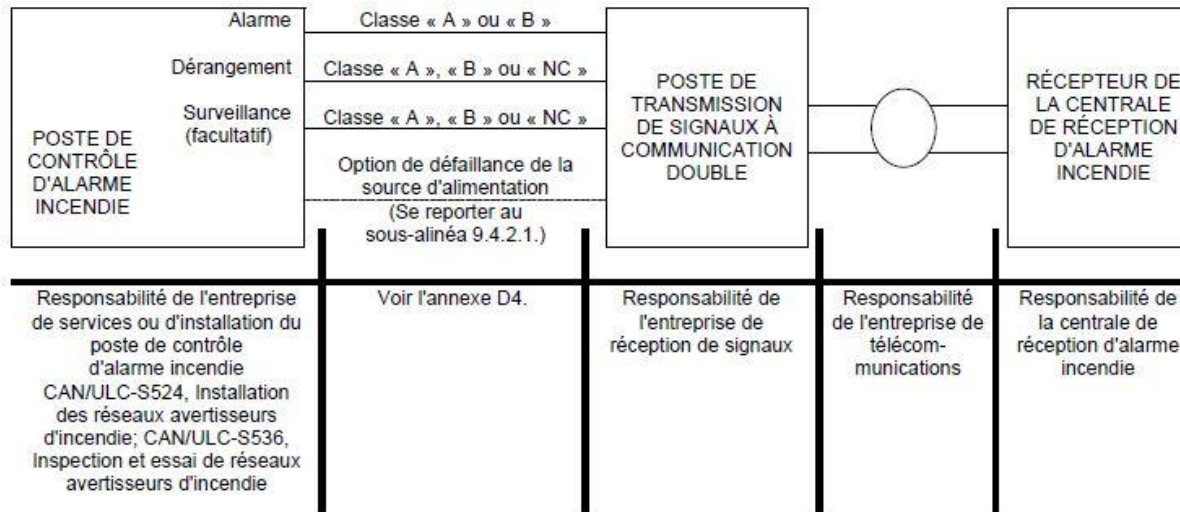 Alarme
Classe « A » ou « B »
Dérangement
Classe « A », « B » ou « NC »
Surveillance
(facultatif)
Classe « A », « B » ou « NC »
POSTE DE
CONTRÔLE
D'ALARME
INCENDIE
Option de défaillance de la
source d'alimentation
(Se reporter au
sous-alinéa 9.4.2.1.)
POSTE DE
TRANSMISSION
DE SIGNAUX À
COMMUNICATION
DOUBLE
RÉCEPTEUR DE
LA CENTRALE
DE RÉCEPTION
D'ALARME
INCENDIE
Responsabilité de l'entreprise
de services ou d'installation du
poste de contrôle
d'alarme incendie
CAN/ULC-S524, Installation
des réseaux avertisseurs
d'incendie; CAN/ULC-S536,
Inspection et essai de réseaux
avertisseurs d'incendie
Voir l'annexe D4.
Responsabilité de
l'entreprise de
réception de signaux
Responsabilité
de l'entreprise de
télécom-
munications
Responsabilité de
la centrale de
réception d'alarme
incendie